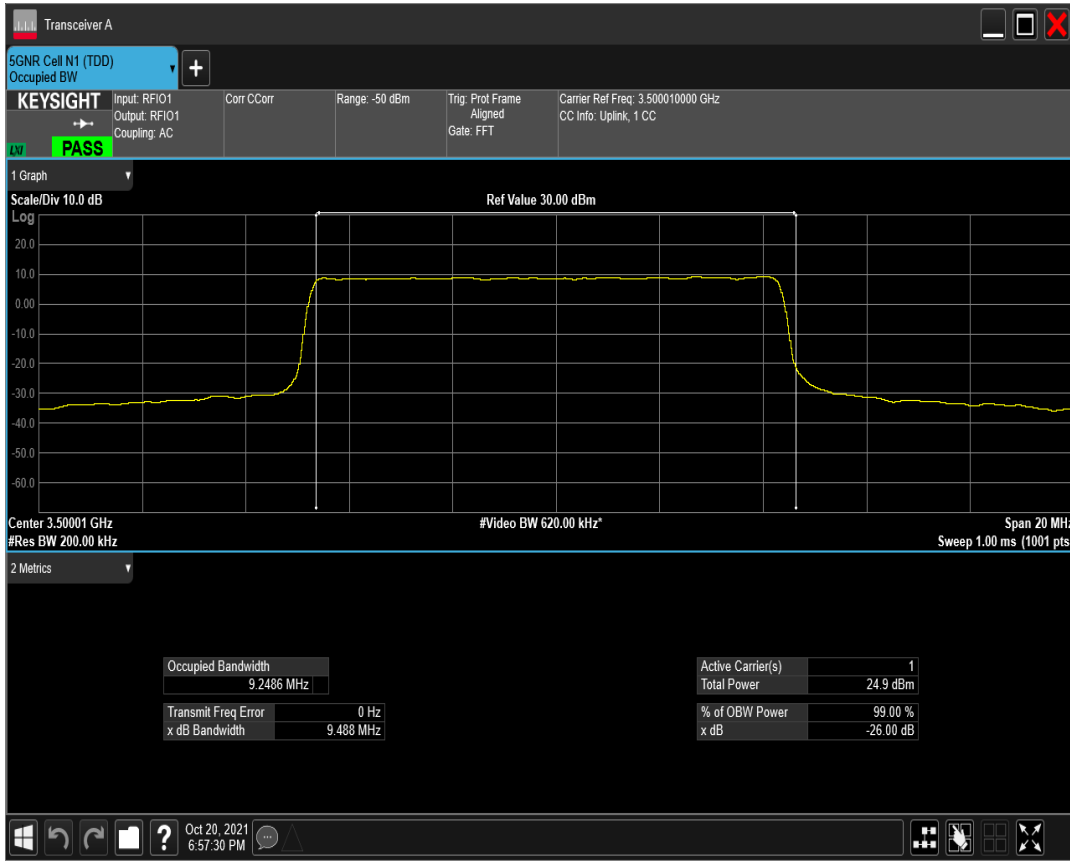 Transceiver A
5GNR Cell N1 (TDD)
Occupied BW
+
KEYSIGHT
LXI
PASS
Input: RFIO1
Output: RFIO1
Coupling: AC
Corr CCorr
Range: -50 dBm
Trig: Prot Frame
Aligned
Gate: FFT
Carrier Ref Freq: 3.500010000 GHz
CC Info: Uplink, 1 CC
1 Graph
Scale/Div 10.0 dB
Ref Value 30.00 dBm
Log
20.0
10.0
0.00
-10.0
-20.0
-30.0
-40.0
-50.0
-60.0
Center 3.50001 GHz
#Video BW 620.00 kHz*
Span 20 MHz
#Res BW 200.00 kHz
Sweep 1.00 ms (1001 pts
2 Metrics
Occupied Bandwidth
9.2486 MHz
Transmit Freq Error 0 Hz
x dB Bandwidth 9.488 MHz
Active Carrier(s) 1
Total Power 24.9 dBm
% of OBW Power 99.00 %
x dB -26.00 dB
?
Oct 20, 2021
6:57:30 PM